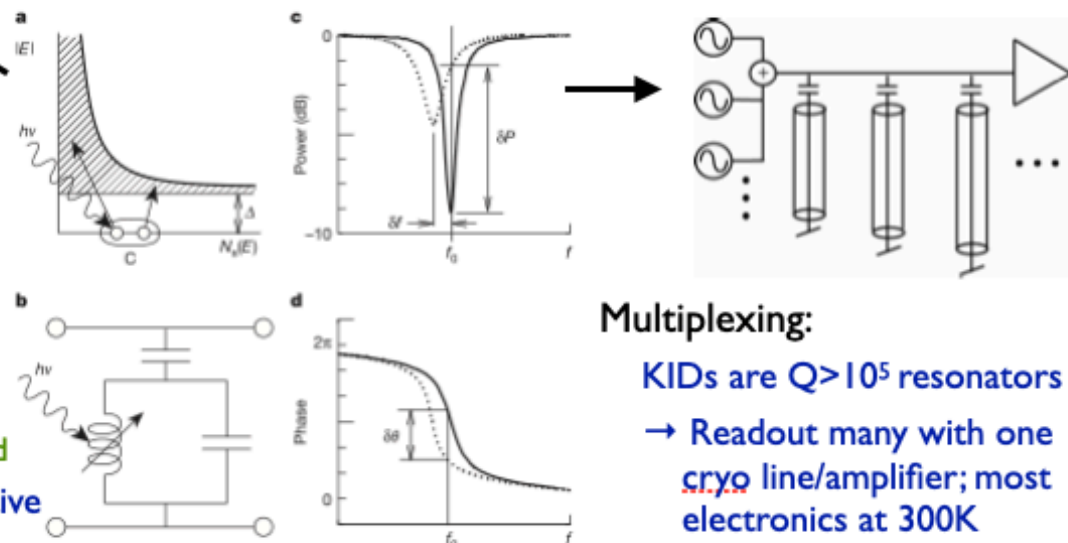 a
|E|
hν
Δ
Nₛ(E)
C
c
0
Power (dB)
δP
δf
–10
f₀
f
+
b
hν
d
ive
d
2π
Phase
δθ
0
f₀
f
Multiplexing:
KIDs are Q>10⁵ resonators
→ Readout many with one
cryo line/amplifier; most
electronics at 300K